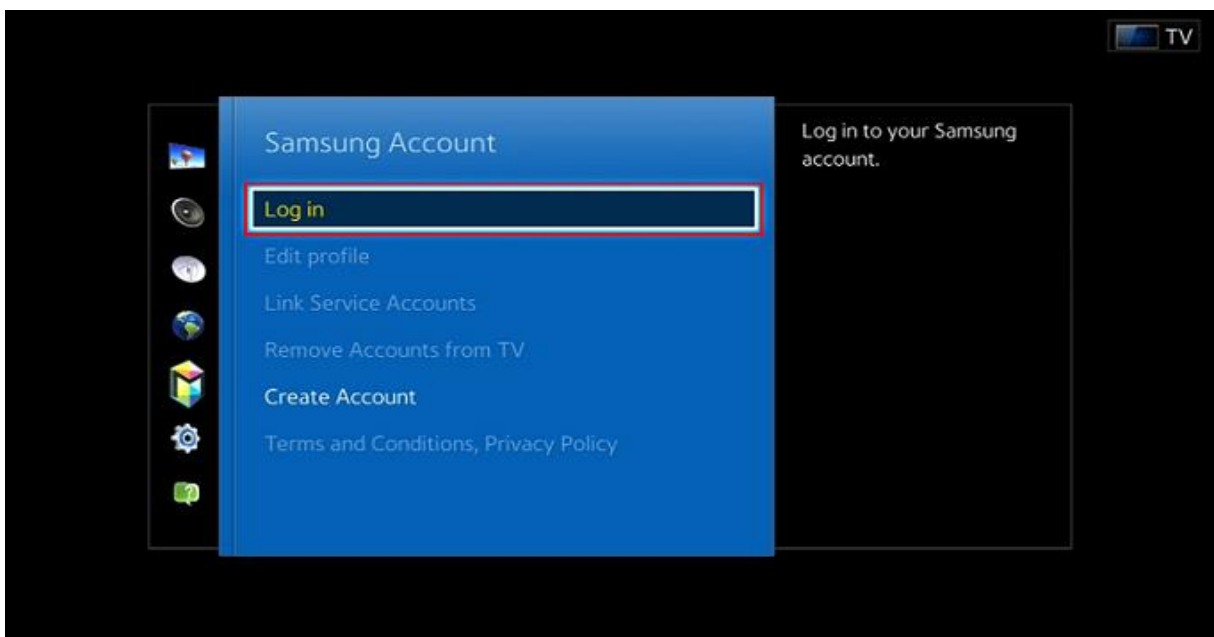 TV
Samsung Account
Log in
Edit profile
Link Service Accounts
Remove Accounts from TV
Create Account
Terms and Conditions, Privacy Policy
Log in to your Samsung
account.